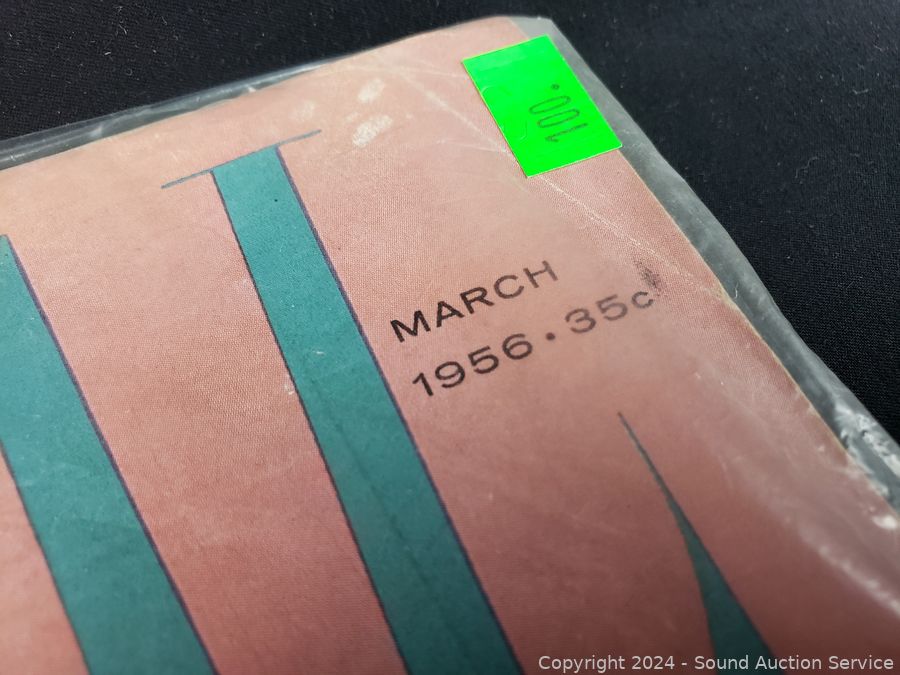 100.
MARCH
1956 • 35c
Copyright 2024 - Sound Auction Service